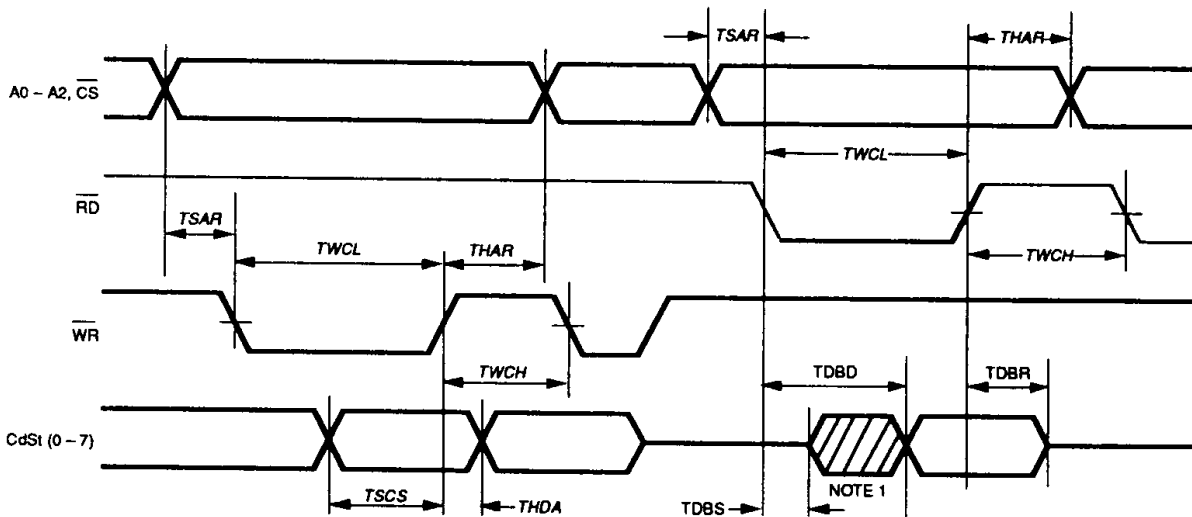 TSAR
THAR
A0 – A2, CS
TWCL
RD
TSAR
TWCL
THAR
TWCH
WR
TWCH
TDBD
TDBR
CdSt (0 – 7)
NOTE 1
TSCS
THDA
TDBS